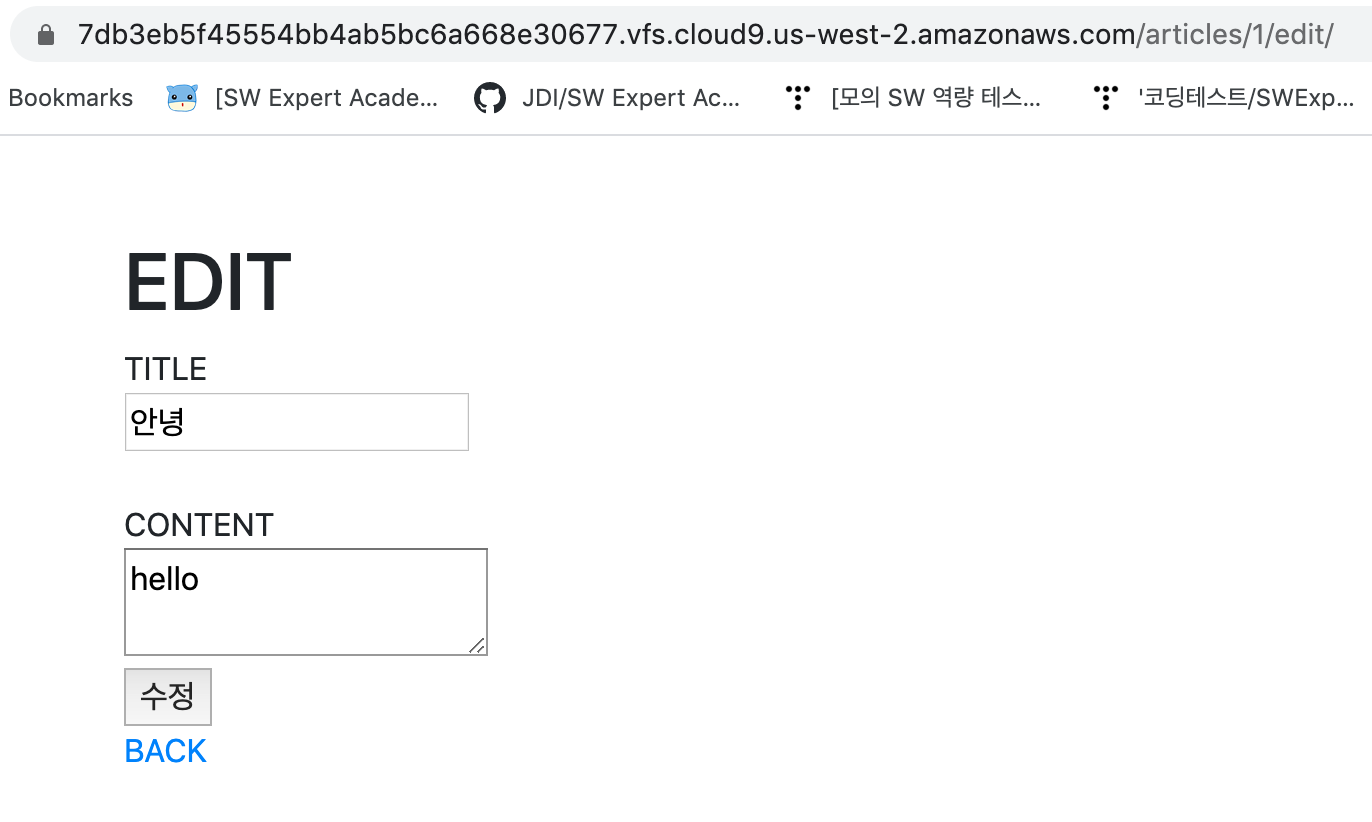 7db3eb5f45554bb4ab5bc6a668e30677.vfs.cloud9.us-west-2.amazonaws.com/articles/1/edit/
Bookmarks [SW Expert Acade... JDI/SW Expert Ac... [모의 SW 역량 테스... '코딩테스트/SWExp...
EDIT
TITLE
안녕
CONTENT
hello
수정
BACK